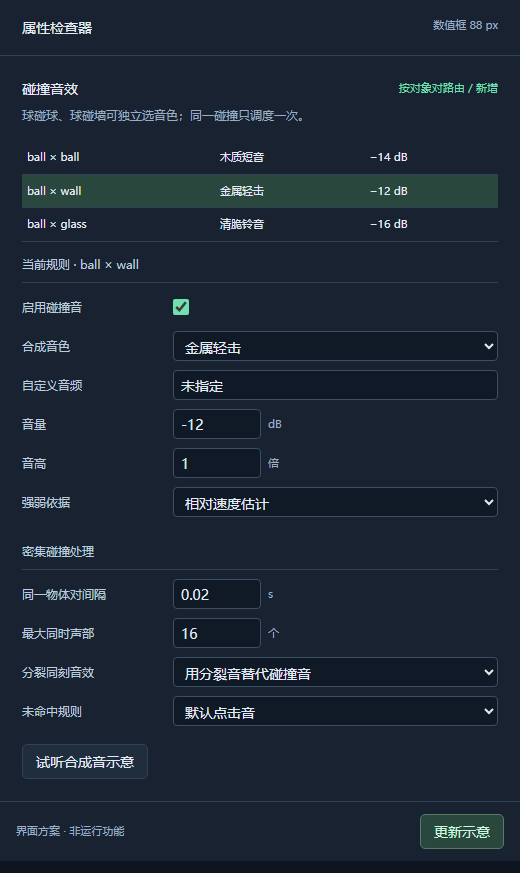 属性检查器 数值框 88 px
碰撞音效 按对象对路由 / 新增
球碰球、球碰墙可独立选音色；同一碰撞只调度一次。
ball × ball 木质短音 −14 dB
ball × wall 金属轻击 −12 dB
ball × glass 清脆铃音 −16 dB
当前规则 · ball × wall
启用碰撞音
合成音色 金属轻击
自定义音频 未指定
音量 -12 dB
音高 1 倍
强弱依据 相对速度估计
密集碰撞处理
同一物体对间隔 0.02 s
最大同时声部 16 个
分裂同刻音效 用分裂音替代碰撞音
未命中规则 默认点击音
试听合成音示意
界面方案 · 非运行功能 更新示意